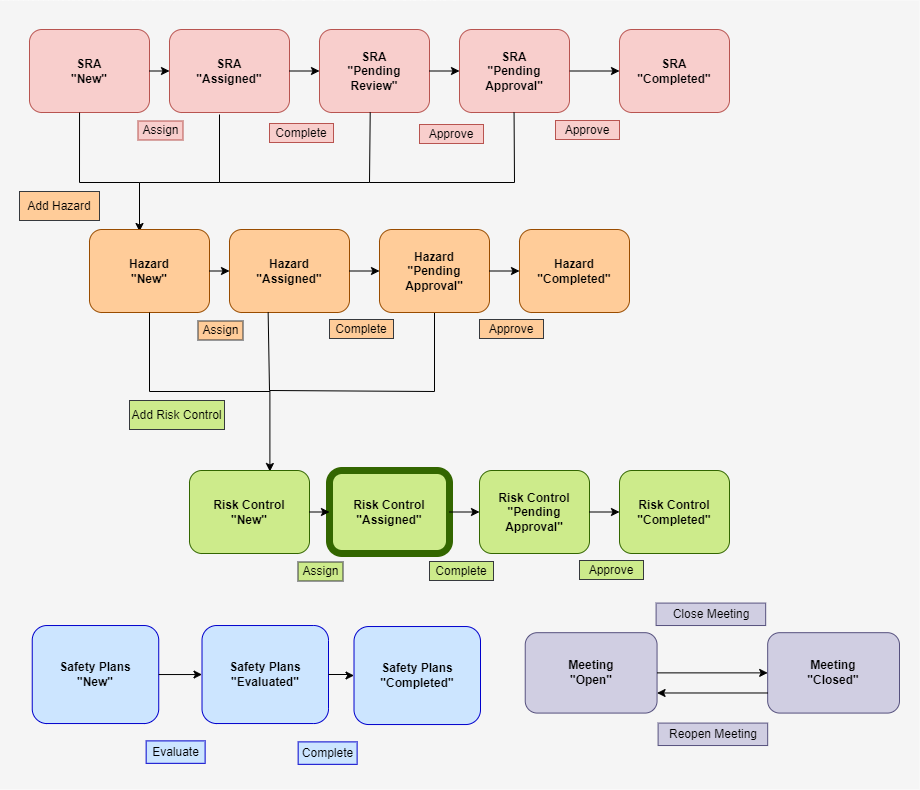 SRA
"New"
SRA
"Assigned"
SRA
"Pending
Review"
SRA
"Pending
Approval"
SRA
"Completed"
Assign
Complete
Approve
Approve
Add Hazard
Hazard
"New"
Hazard
"Assigned"
Hazard
"Pending
Approval"
Hazard
"Completed"
Assign
Complete
Approve
Add Risk Control
Risk Control
"New"
Risk Control
"Assigned"
Risk Control
"Pending
Approval"
Risk Control
"Completed"
Assign
Complete
Approve
Safety Plans
"New"
Safety Plans
"Evaluated"
Safety Plans
"Completed"
Evaluate
Complete
Close Meeting
Meeting
"Open"
Meeting
"Closed"
Reopen Meeting